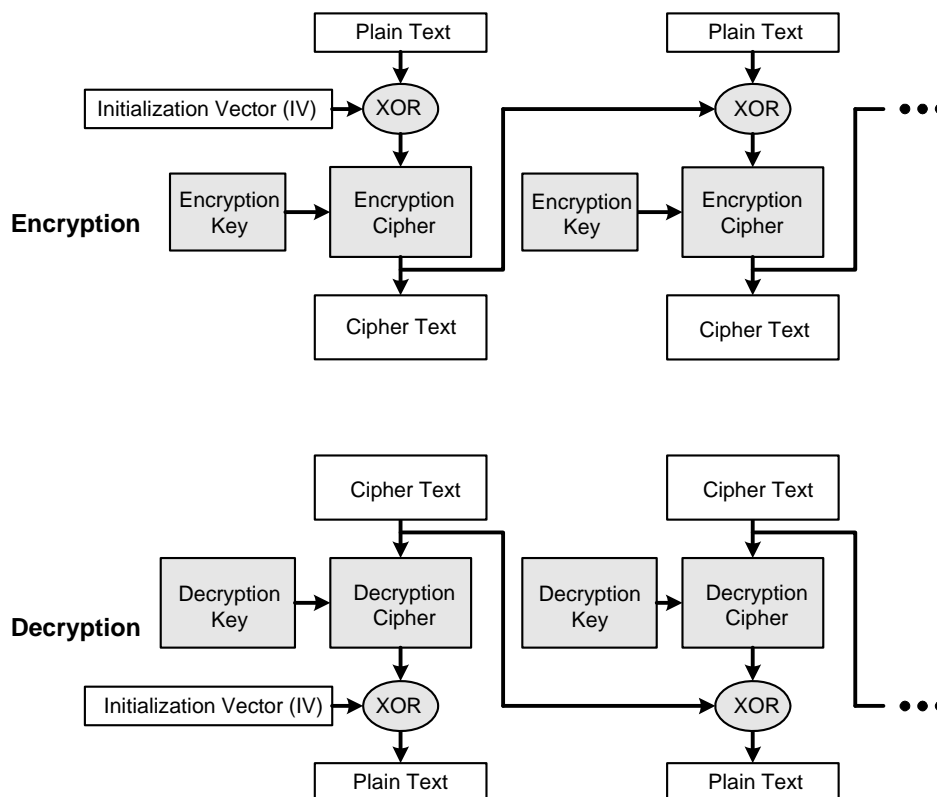 Plain Text
Plain Text
Initialization Vector (IV)
XOR
XOR
Encryption
Encryption
Key
Encryption
Cipher
Encryption
Key
Encryption
Cipher
Cipher Text
Cipher Text
Cipher Text
Cipher Text
Decryption
Decryption
Key
Decryption
Cipher
Decryption
Key
Decryption
Cipher
Initialization Vector (IV)
XOR
XOR
Plain Text
Plain Text